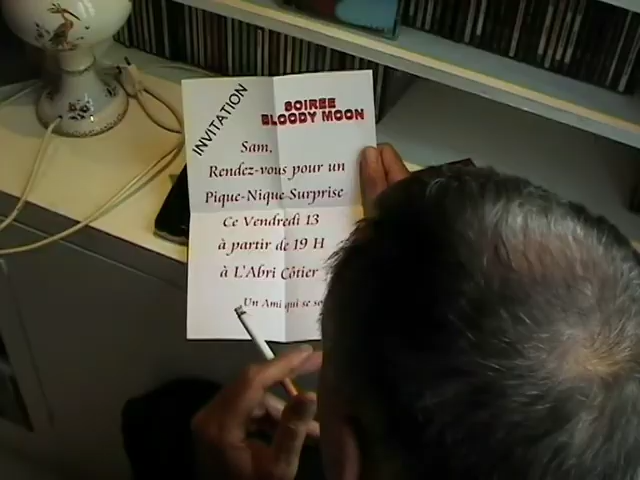 INVITATION
SOIREE
BLOODY MOON
Sam,
Rendez-vous pour un
Pique-Nique Surprise
Ce Vendredi 13
à partir de 19 H
à L'Abri Côtier
Un Ami qui se